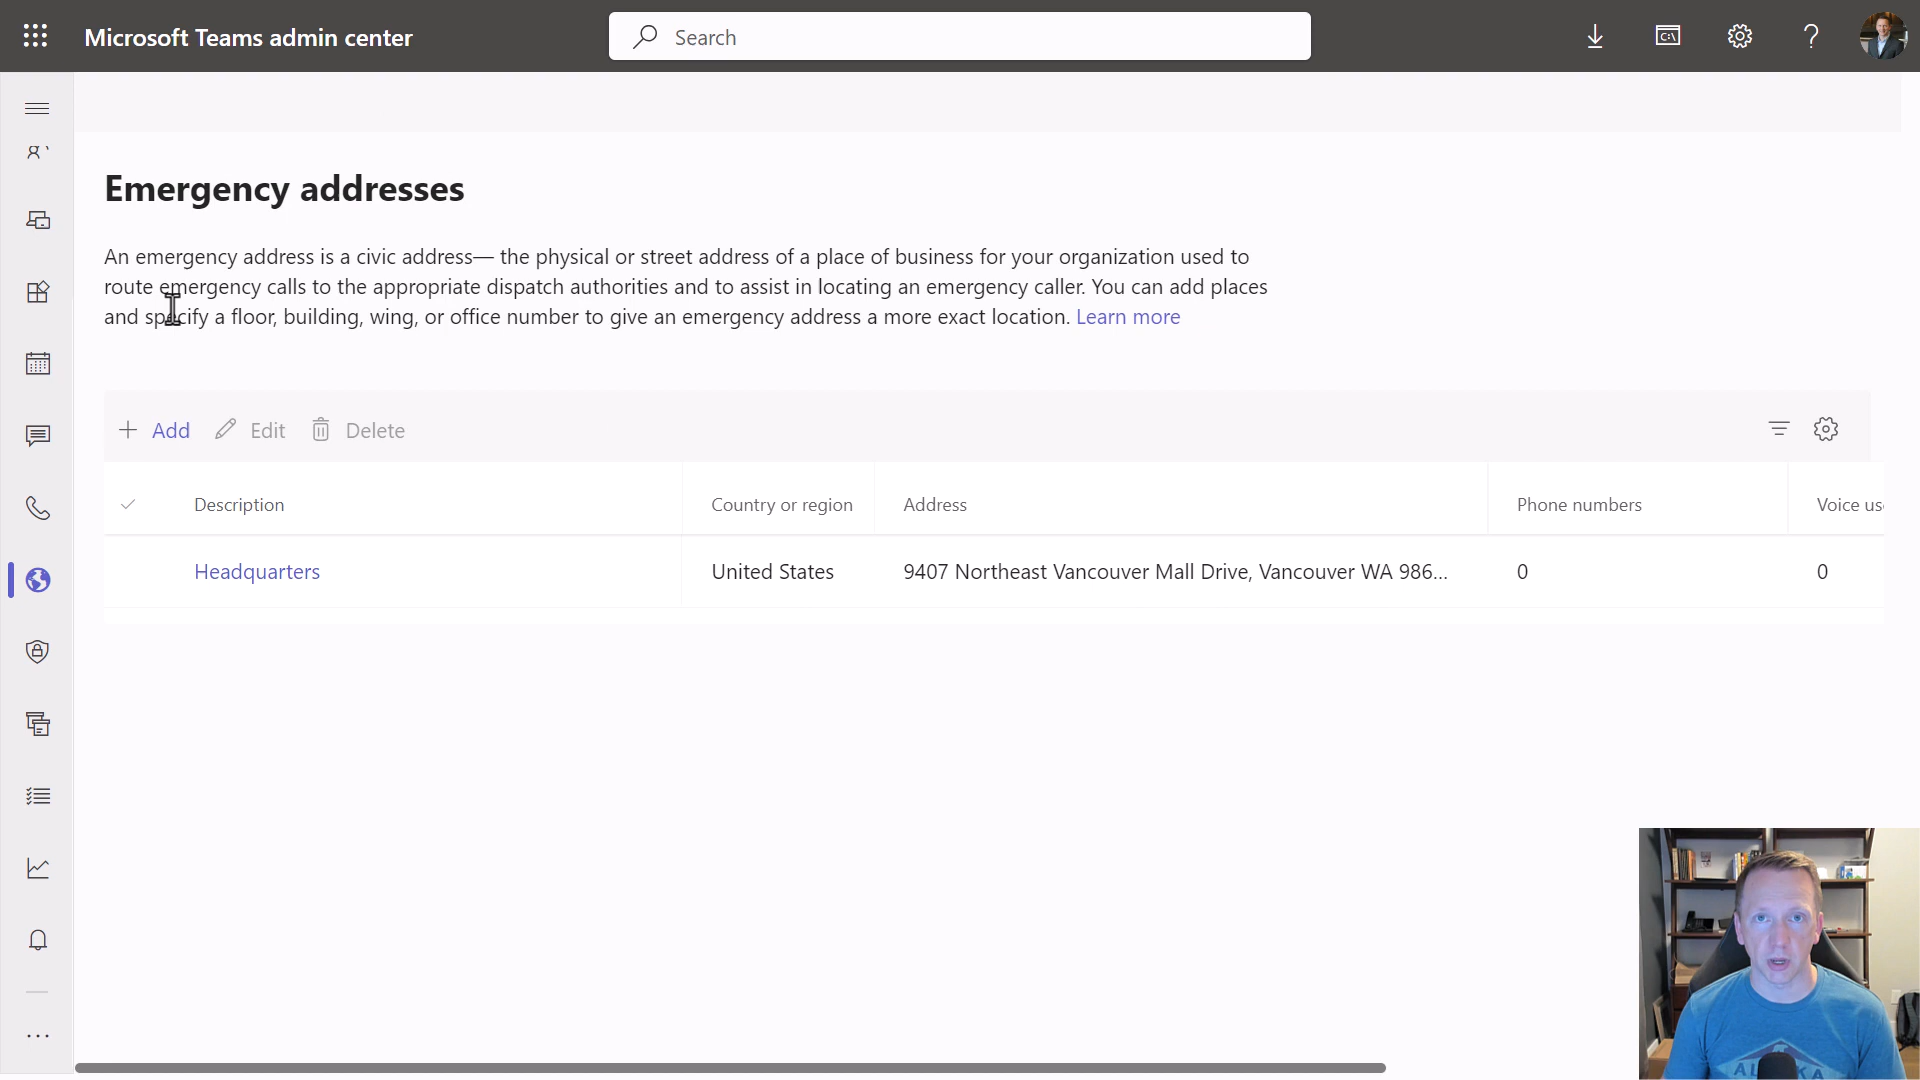 Microsoft Teams admin center
Search
Emergency addresses
An emergency address is a civic address— the physical or street address of a place of business for your organization used to
route emergency calls to the appropriate dispatch authorities and to assist in locating an emergency caller. You can add places
and specify a floor, building, wing, or office number to give an emergency address a more exact location. Learn more
Add Edit Delete
Description Country or region Address Phone numbers Voice us
Headquarters United States 9407 Northeast Vancouver Mall Drive, Vancouver WA 986... 0 0